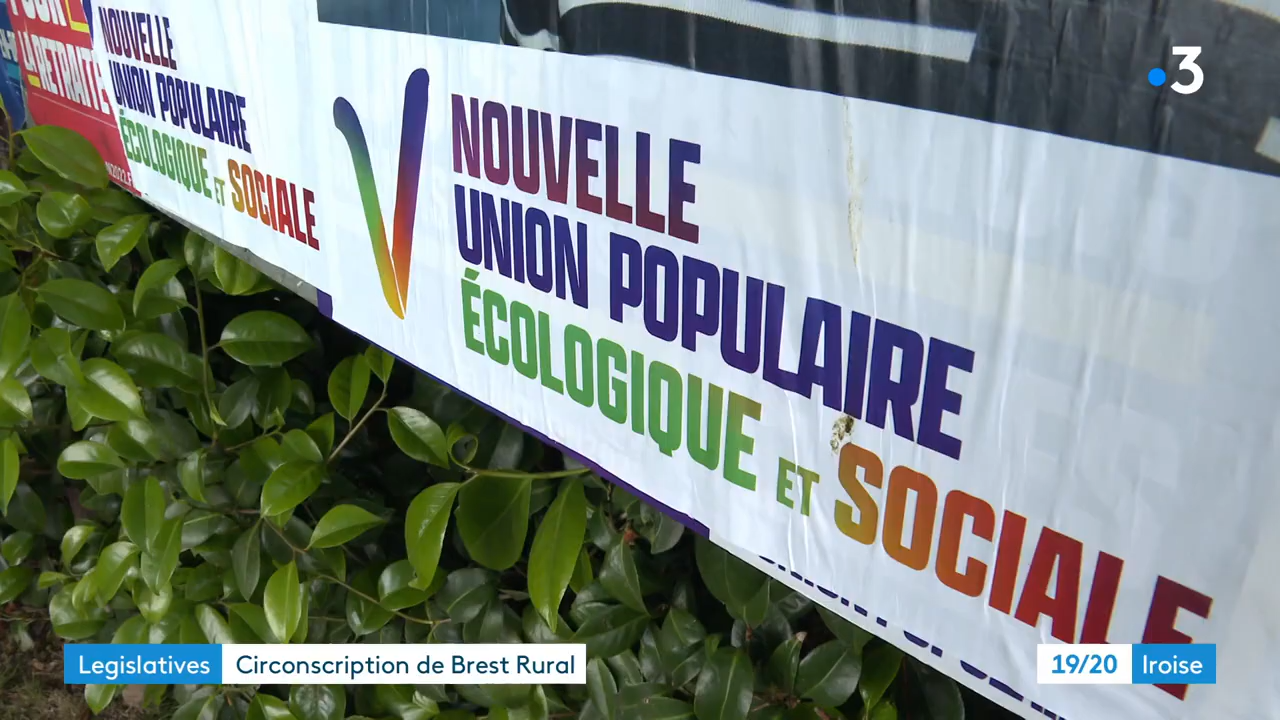 POUR
LA RETRAITE
NOUVELLE
UNION POPULAIRE
ÉCOLOGIQUE ET SOCIALE
NOUVELLE
UNION POPULAIRE
ÉCOLOGIQUE ET SOCIALE
3
Legislatives Circonscription de Brest Rural
19/20 Iroise